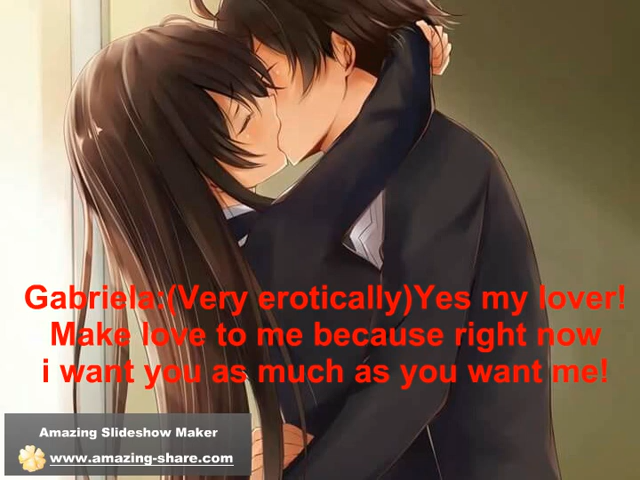 Gabriela:(Very erotically)Yes my lover!
Make love to me because right now
i want you as much as you want me!
Amazing Slideshow Maker
www.amazing-share.com